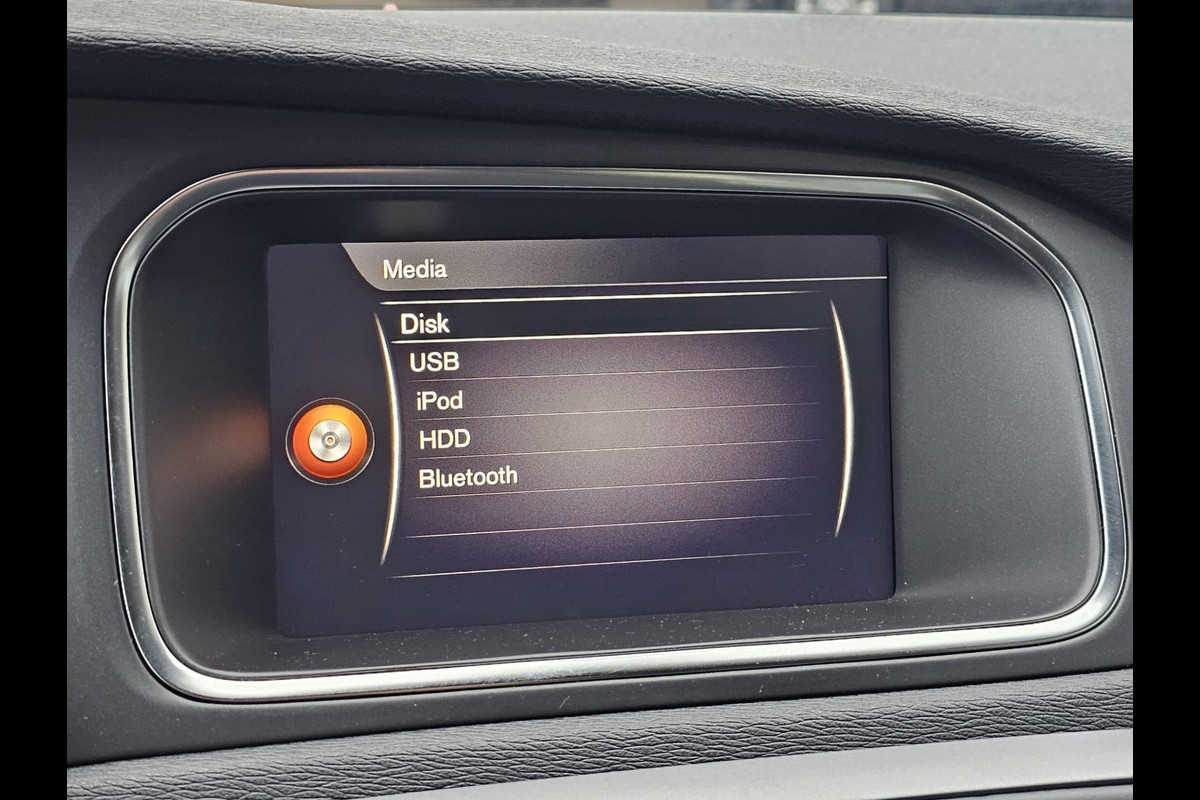 Media
Disk
USB
iPod
HDD
Bluetooth